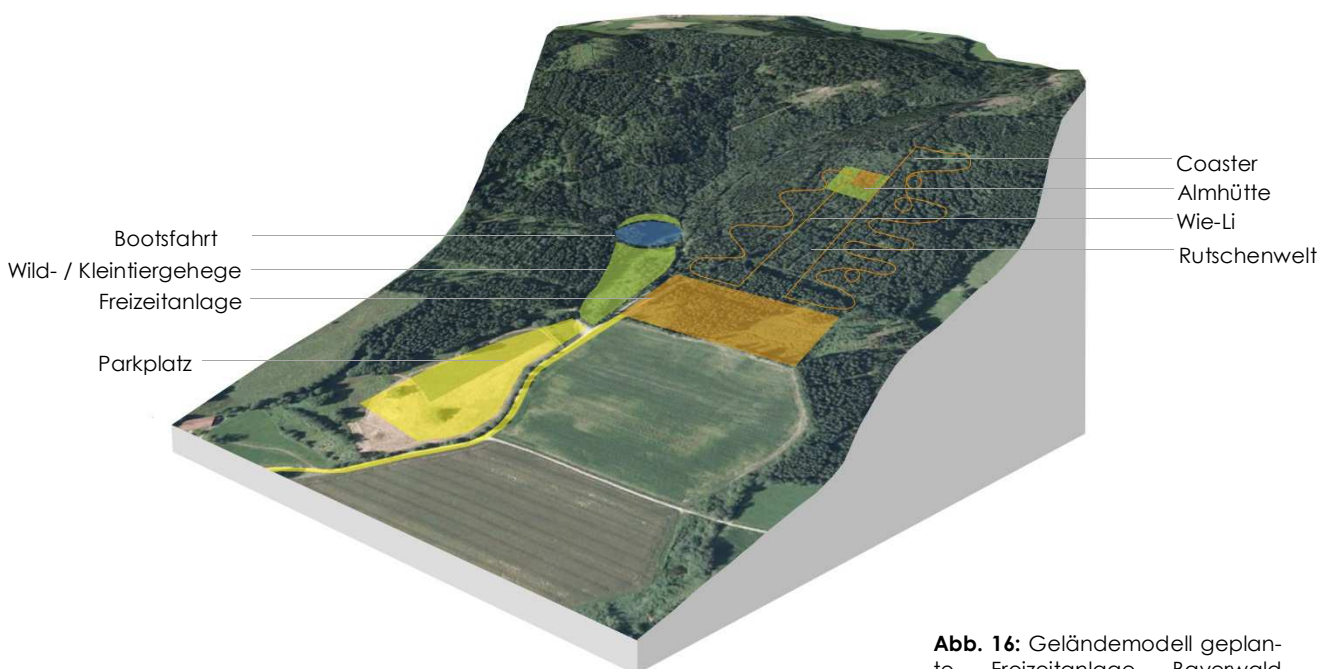 Coaster
Almhütte
Wie-Li
Rutschenwelt
Bootsfahrt
Wild- / Kleintiergehege
Freizeitanlage
Parkplatz
Abb. 16: Geländemodell geplan-
te Freizeitanlage Bayerwald